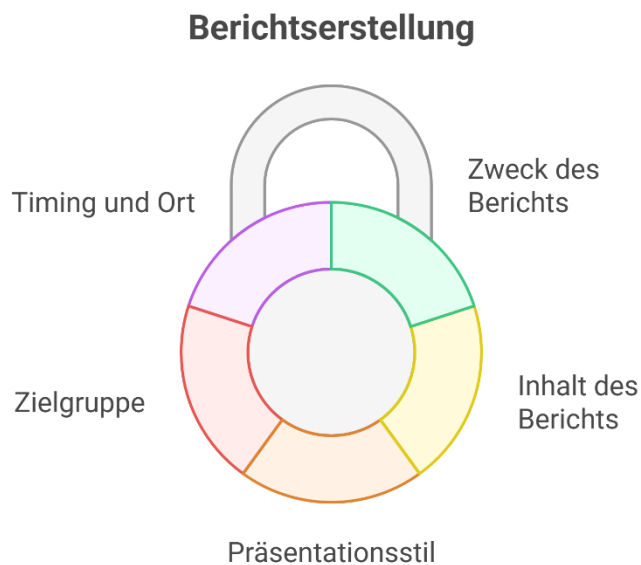 Berichtserstellung
Timing und Ort
Zweck des
Berichts
Zielgruppe
Inhalt des
Berichts
Präsentationsstil